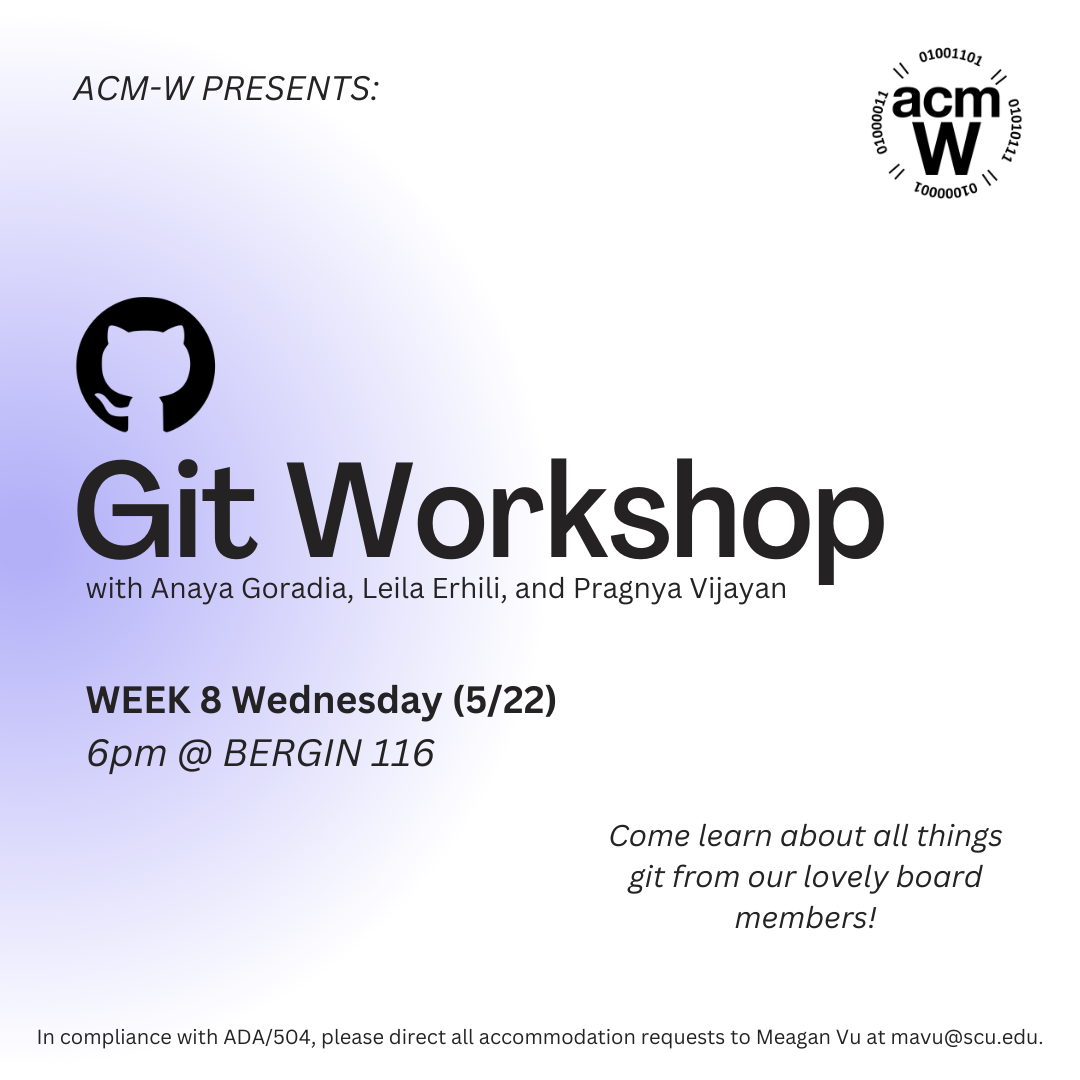 ACM-W PRESENTS:
01001101
//
//
acm
01000011
01010111
W
//
//
01000001
Git Workshop
with Anaya Goradia, Leila Erhili, and Pragnya Vijayan
WEEK 8 Wednesday (5/22)
6pm @ BERGIN 116
Come learn about all things
git from our lovely board
members!
In compliance with ADA/504, please direct all accommodation requests to Meagan Vu at mavu@scu.edu.